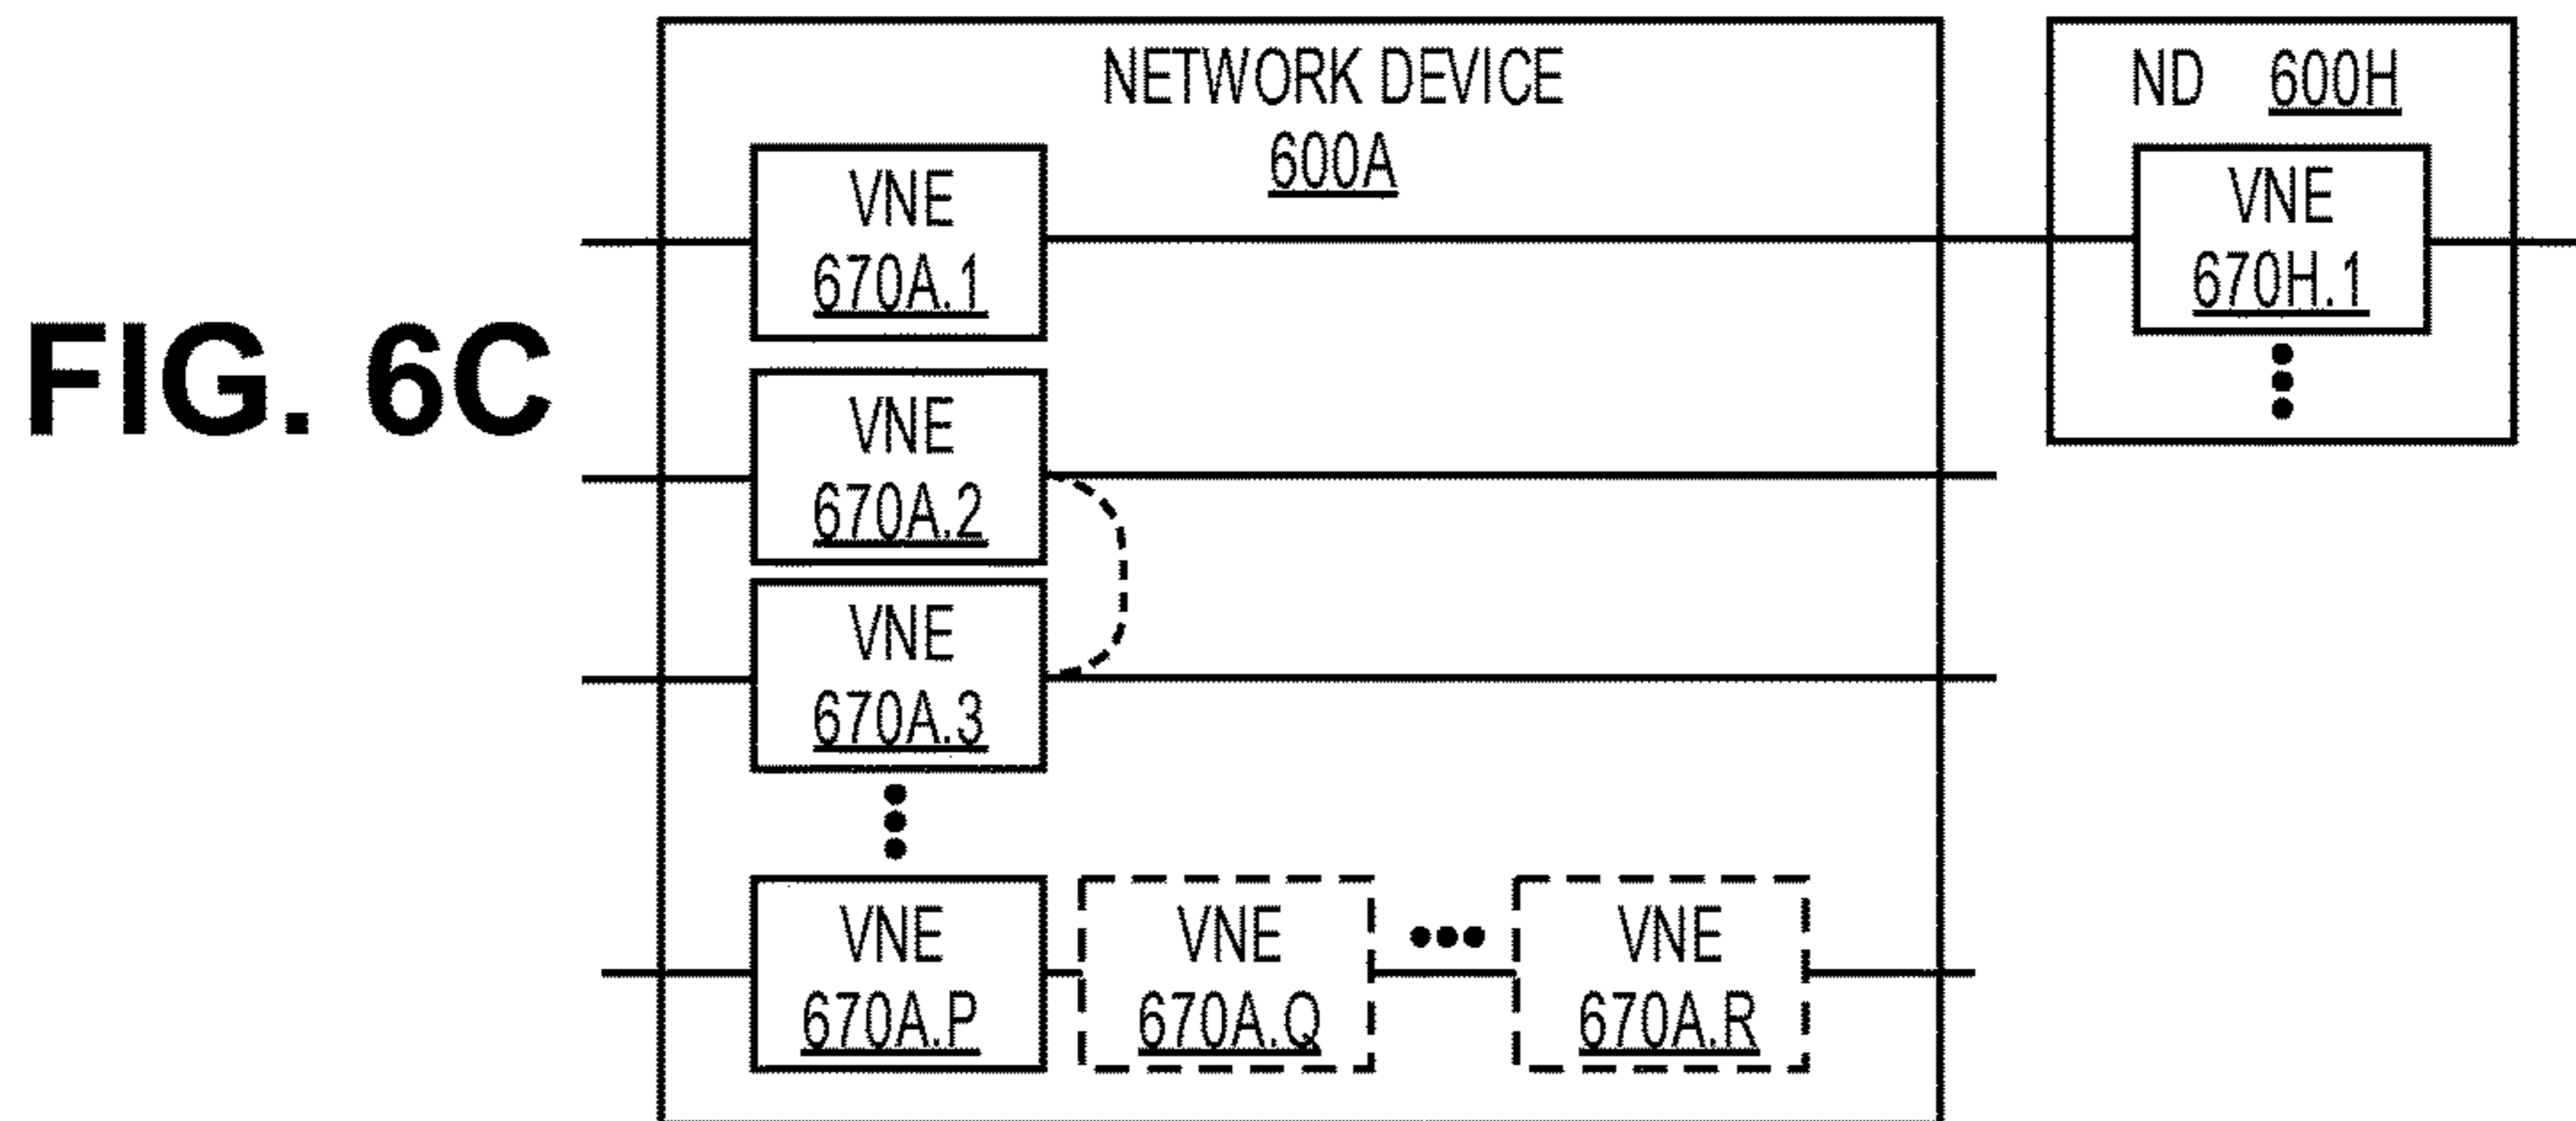 FIG. 6C
NETWORK DEVICE
600A
VNE
670A.1
VNE
670A.2
VNE
670A.3
VNE
670A.P
VNE
670A.Q
VNE
670A.R
ND 600H
VNE
670H.1